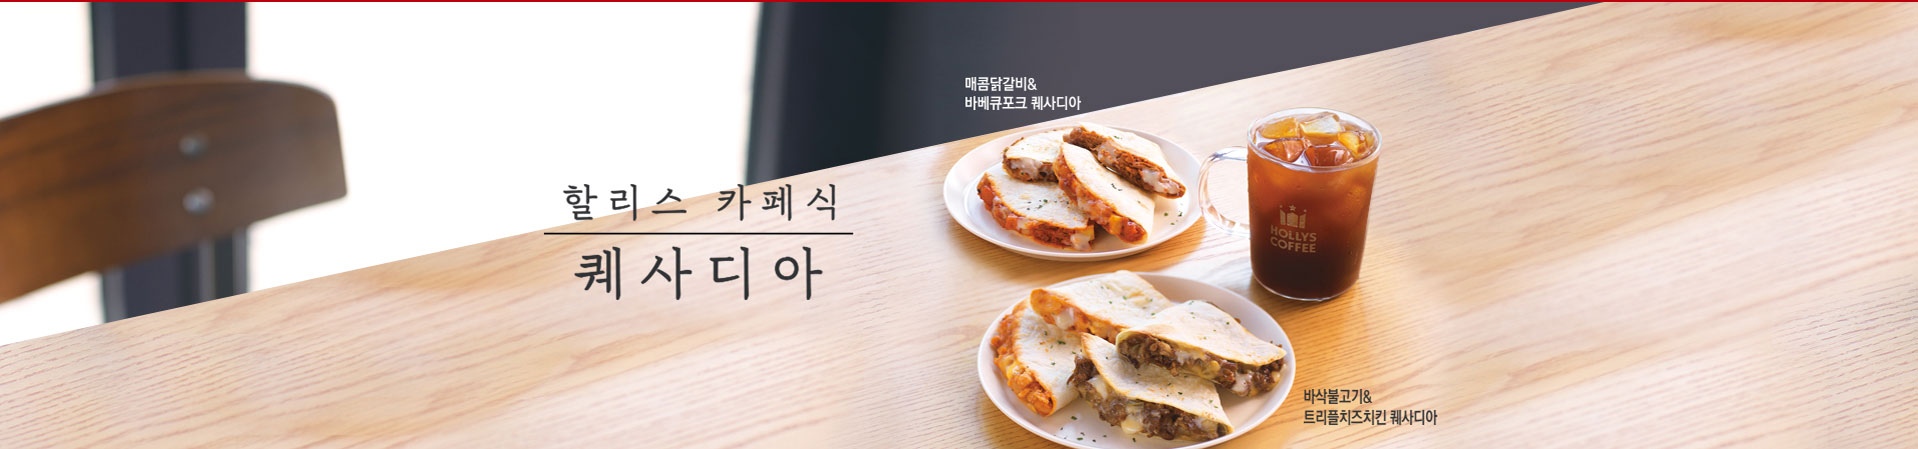 매콤닭갈비&
바베큐포크 퀘사디아
할리스 카페식
퀘사디아
HOLLYS
COFFEE
바삭불고기&
트리플치즈치킨 퀘사디아